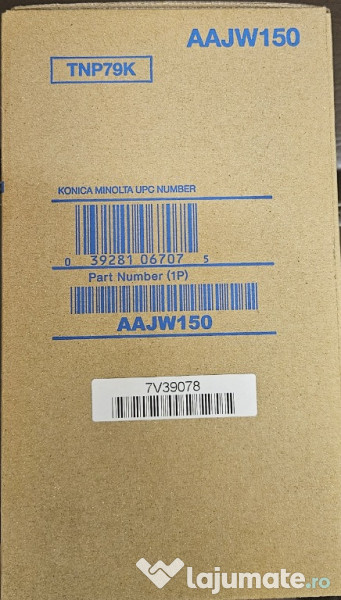 AAJW150
TNP79K
KONICA MINOLTA UPC NUMBER
0 39281 06707 5
Part Number (1P)
AAJW150
7V39078
lajumate.ro